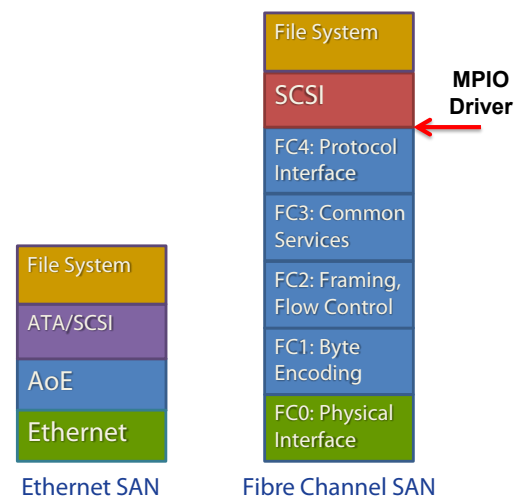 File System
SCSI
MPIO
Driver
FC4: Protocol
Interface
FC3: Common
Services
FC2: Framing,
Flow Control
FC1: Byte
Encoding
FC0: Physical
Interface
Fibre Channel SAN
File System
ATA/SCSI
AoE
Ethernet
Ethernet SAN